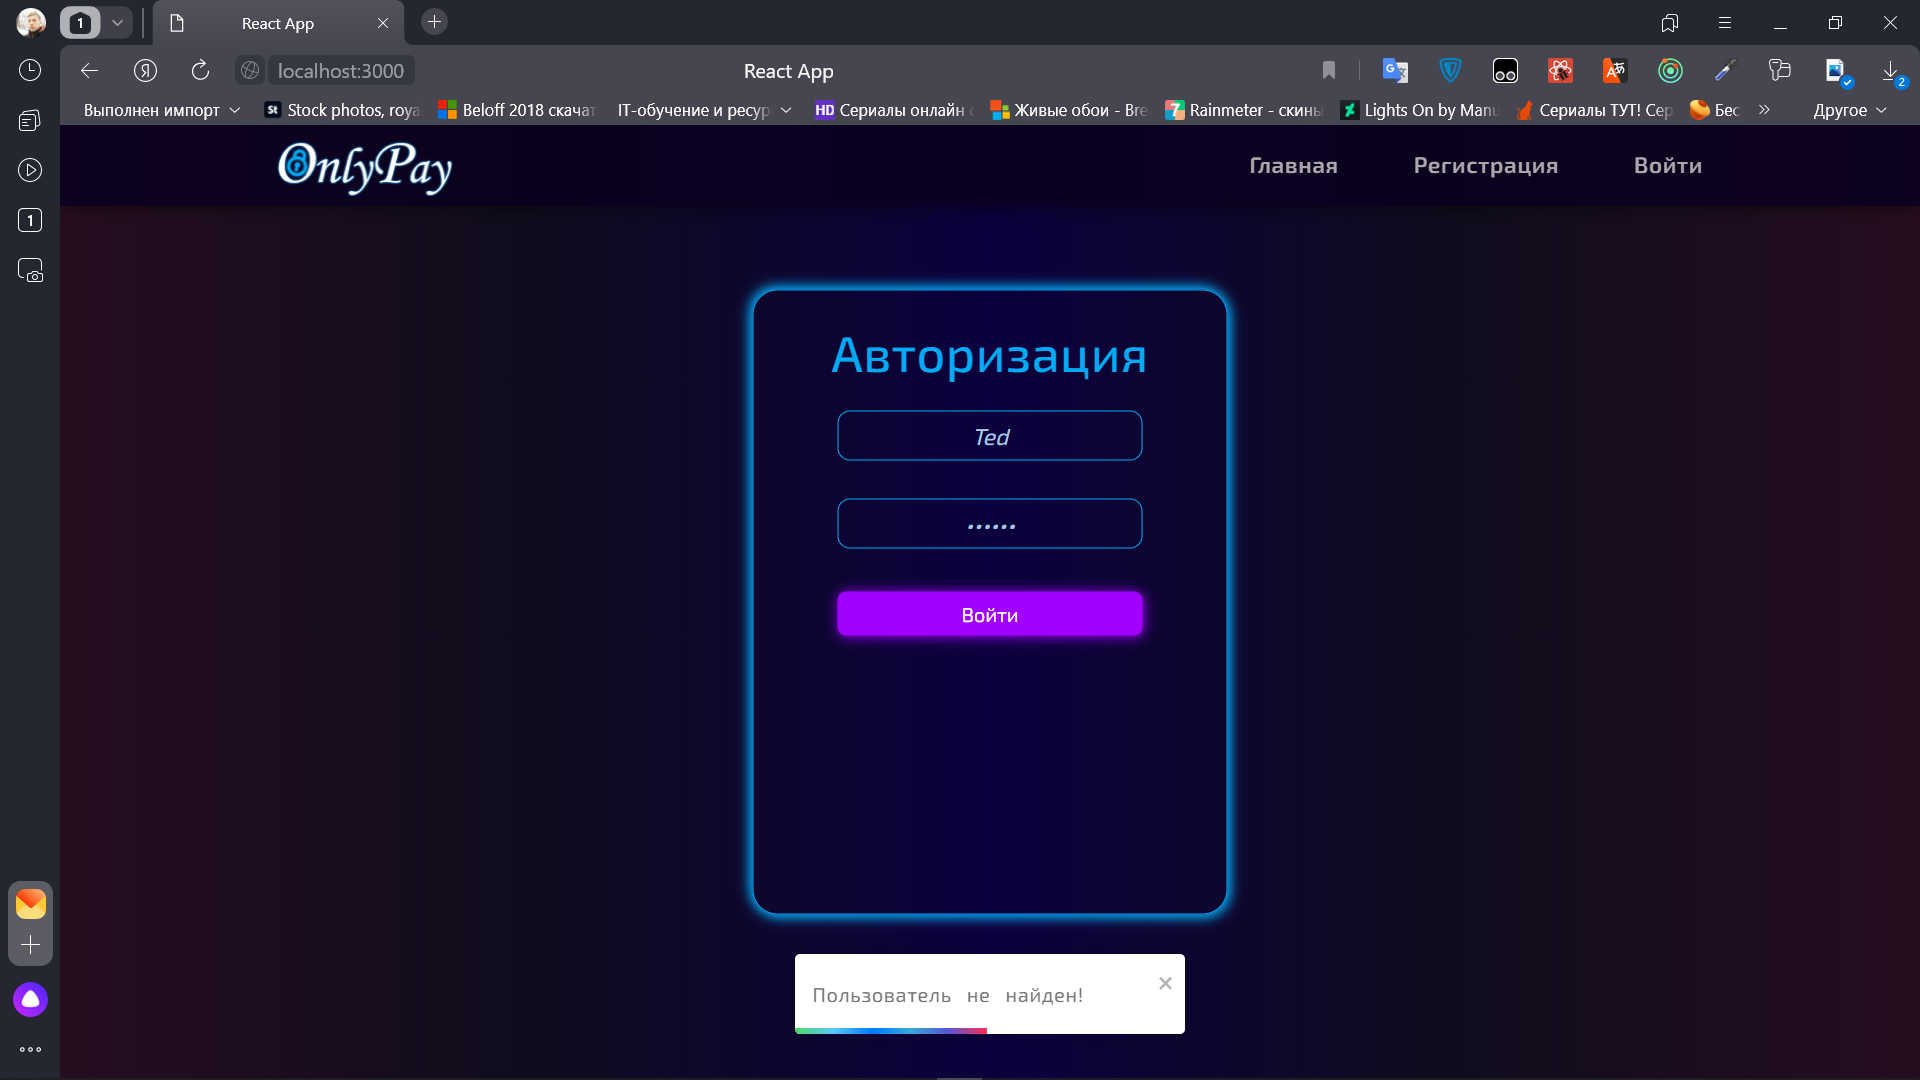 1
React App
localhost:3000
React App
2
Выполнен импорт
Stock photos, roya
Beloff 2018 скачат
IT-обучение и ресур
HD Сериалы онлайн
Живые обои - Bre
Rainmeter - скины
Lights On by Manu
Сериалы ТУТ! Сер
Бес
Другое
1
OnlyPay
Главная
Регистрация
Войти
Авторизация
Ted
••••••
Войти
Пользователь не найден!